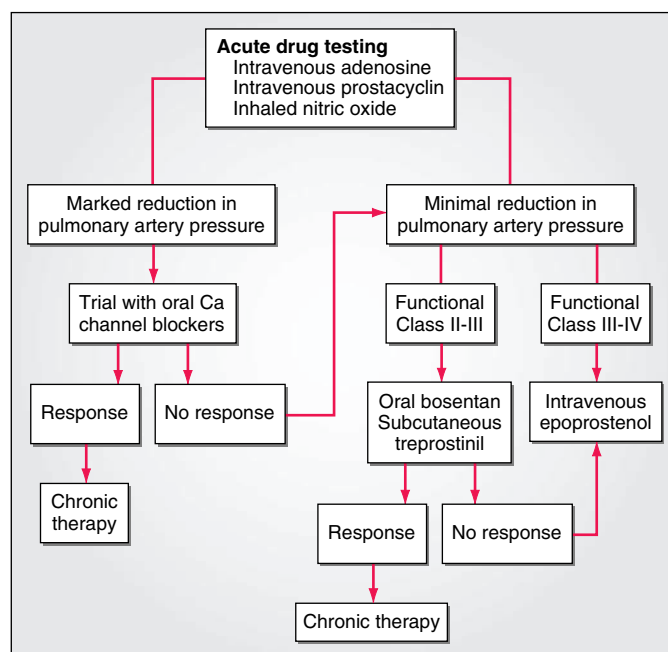 Acute drug testing
Intravenous adenosine
Intravenous prostacyclin
Inhaled nitric oxide
Marked reduction in
pulmonary artery pressure
Minimal reduction in
pulmonary artery pressure
Trial with oral Ca
channel blockers
Functional
Class II-III
Functional
Class III-IV
Response
No response
Oral bosentan
Subcutaneous
treprostinil
Intravenous
epoprostenol
Chronic
therapy
Response
No response
Chronic therapy